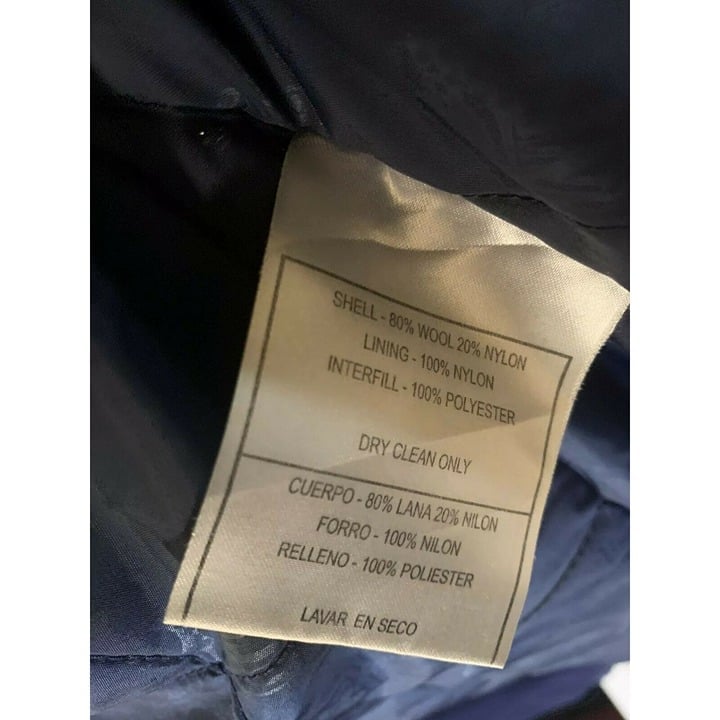 SHELL - 80% WOOL 20% NYLON
LINING - 100% NYLON
INTERFILL - 100% POLYESTER
DRY CLEAN ONLY
CUERPO - 80% LANA 20% NILON
FORRO - 100% NILON
RELLENO - 100% POLIESTER
LAVAR EN SECO